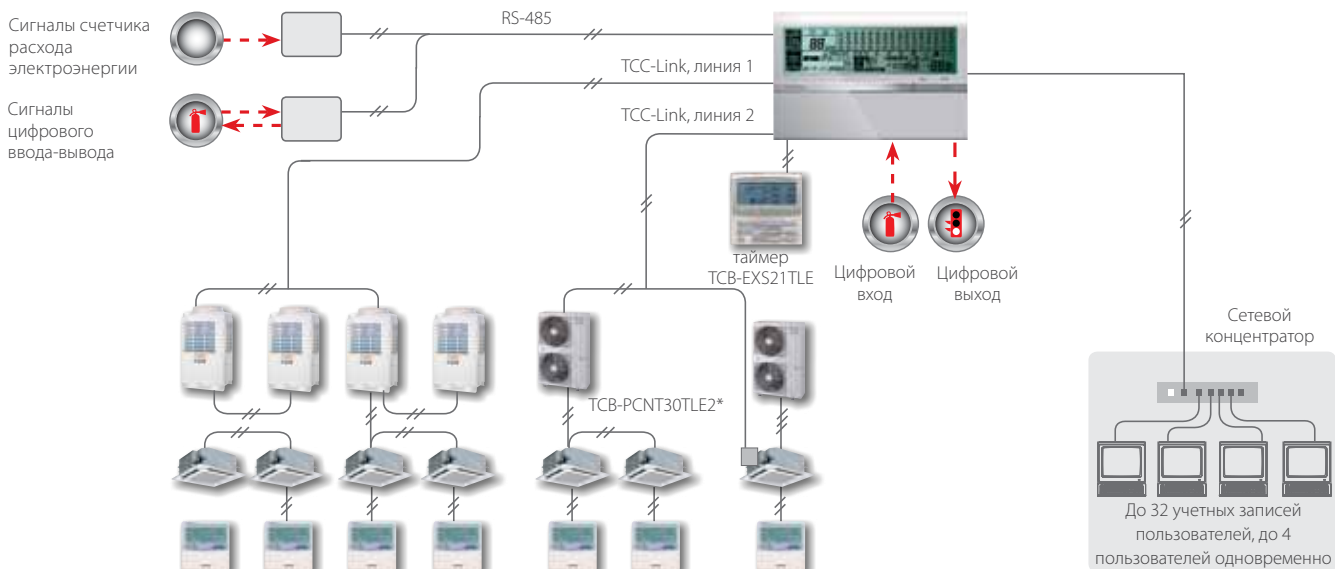 Сигналы счетчика
расхода
электроэнергии
Сигналы
цифрового
ввода-вывода
RS-485
TCC-Link, линия 1
TCC-Link, линия 2
таймер
TCB-EXS21TLE
Цифровой
вход
Цифровой
выход
Сетевой
концентратор
TCB-PCNT30TLE2*
До 32 учетных записей
пользователей, до 4
пользователей одновременно